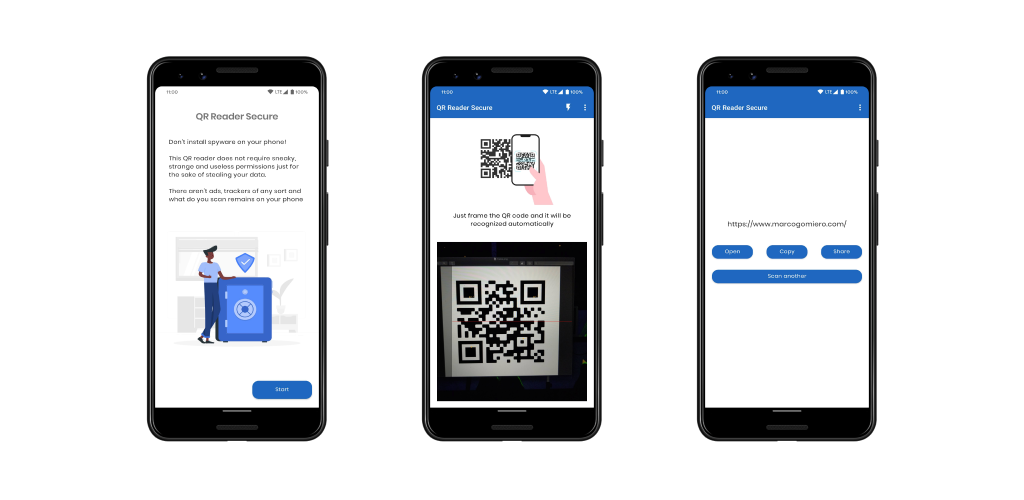 11:00
LTE
100%
QR Reader Secure
Don't install spyware on your phone!
This QR reader does not require sneaky,
strange and useless permissions just for
the sake of stealing your data.
There aren't ads, trackers of any sort and
what do you scan remains on your phone
Start
11:00
LTE
100%
QR Reader Secure
Just frame the QR code and it will be
recognized automatically
11:00
LTE
100%
QR Reader Secure
https://www.marcogomiero.com/
Open
Copy
Share
Scan another